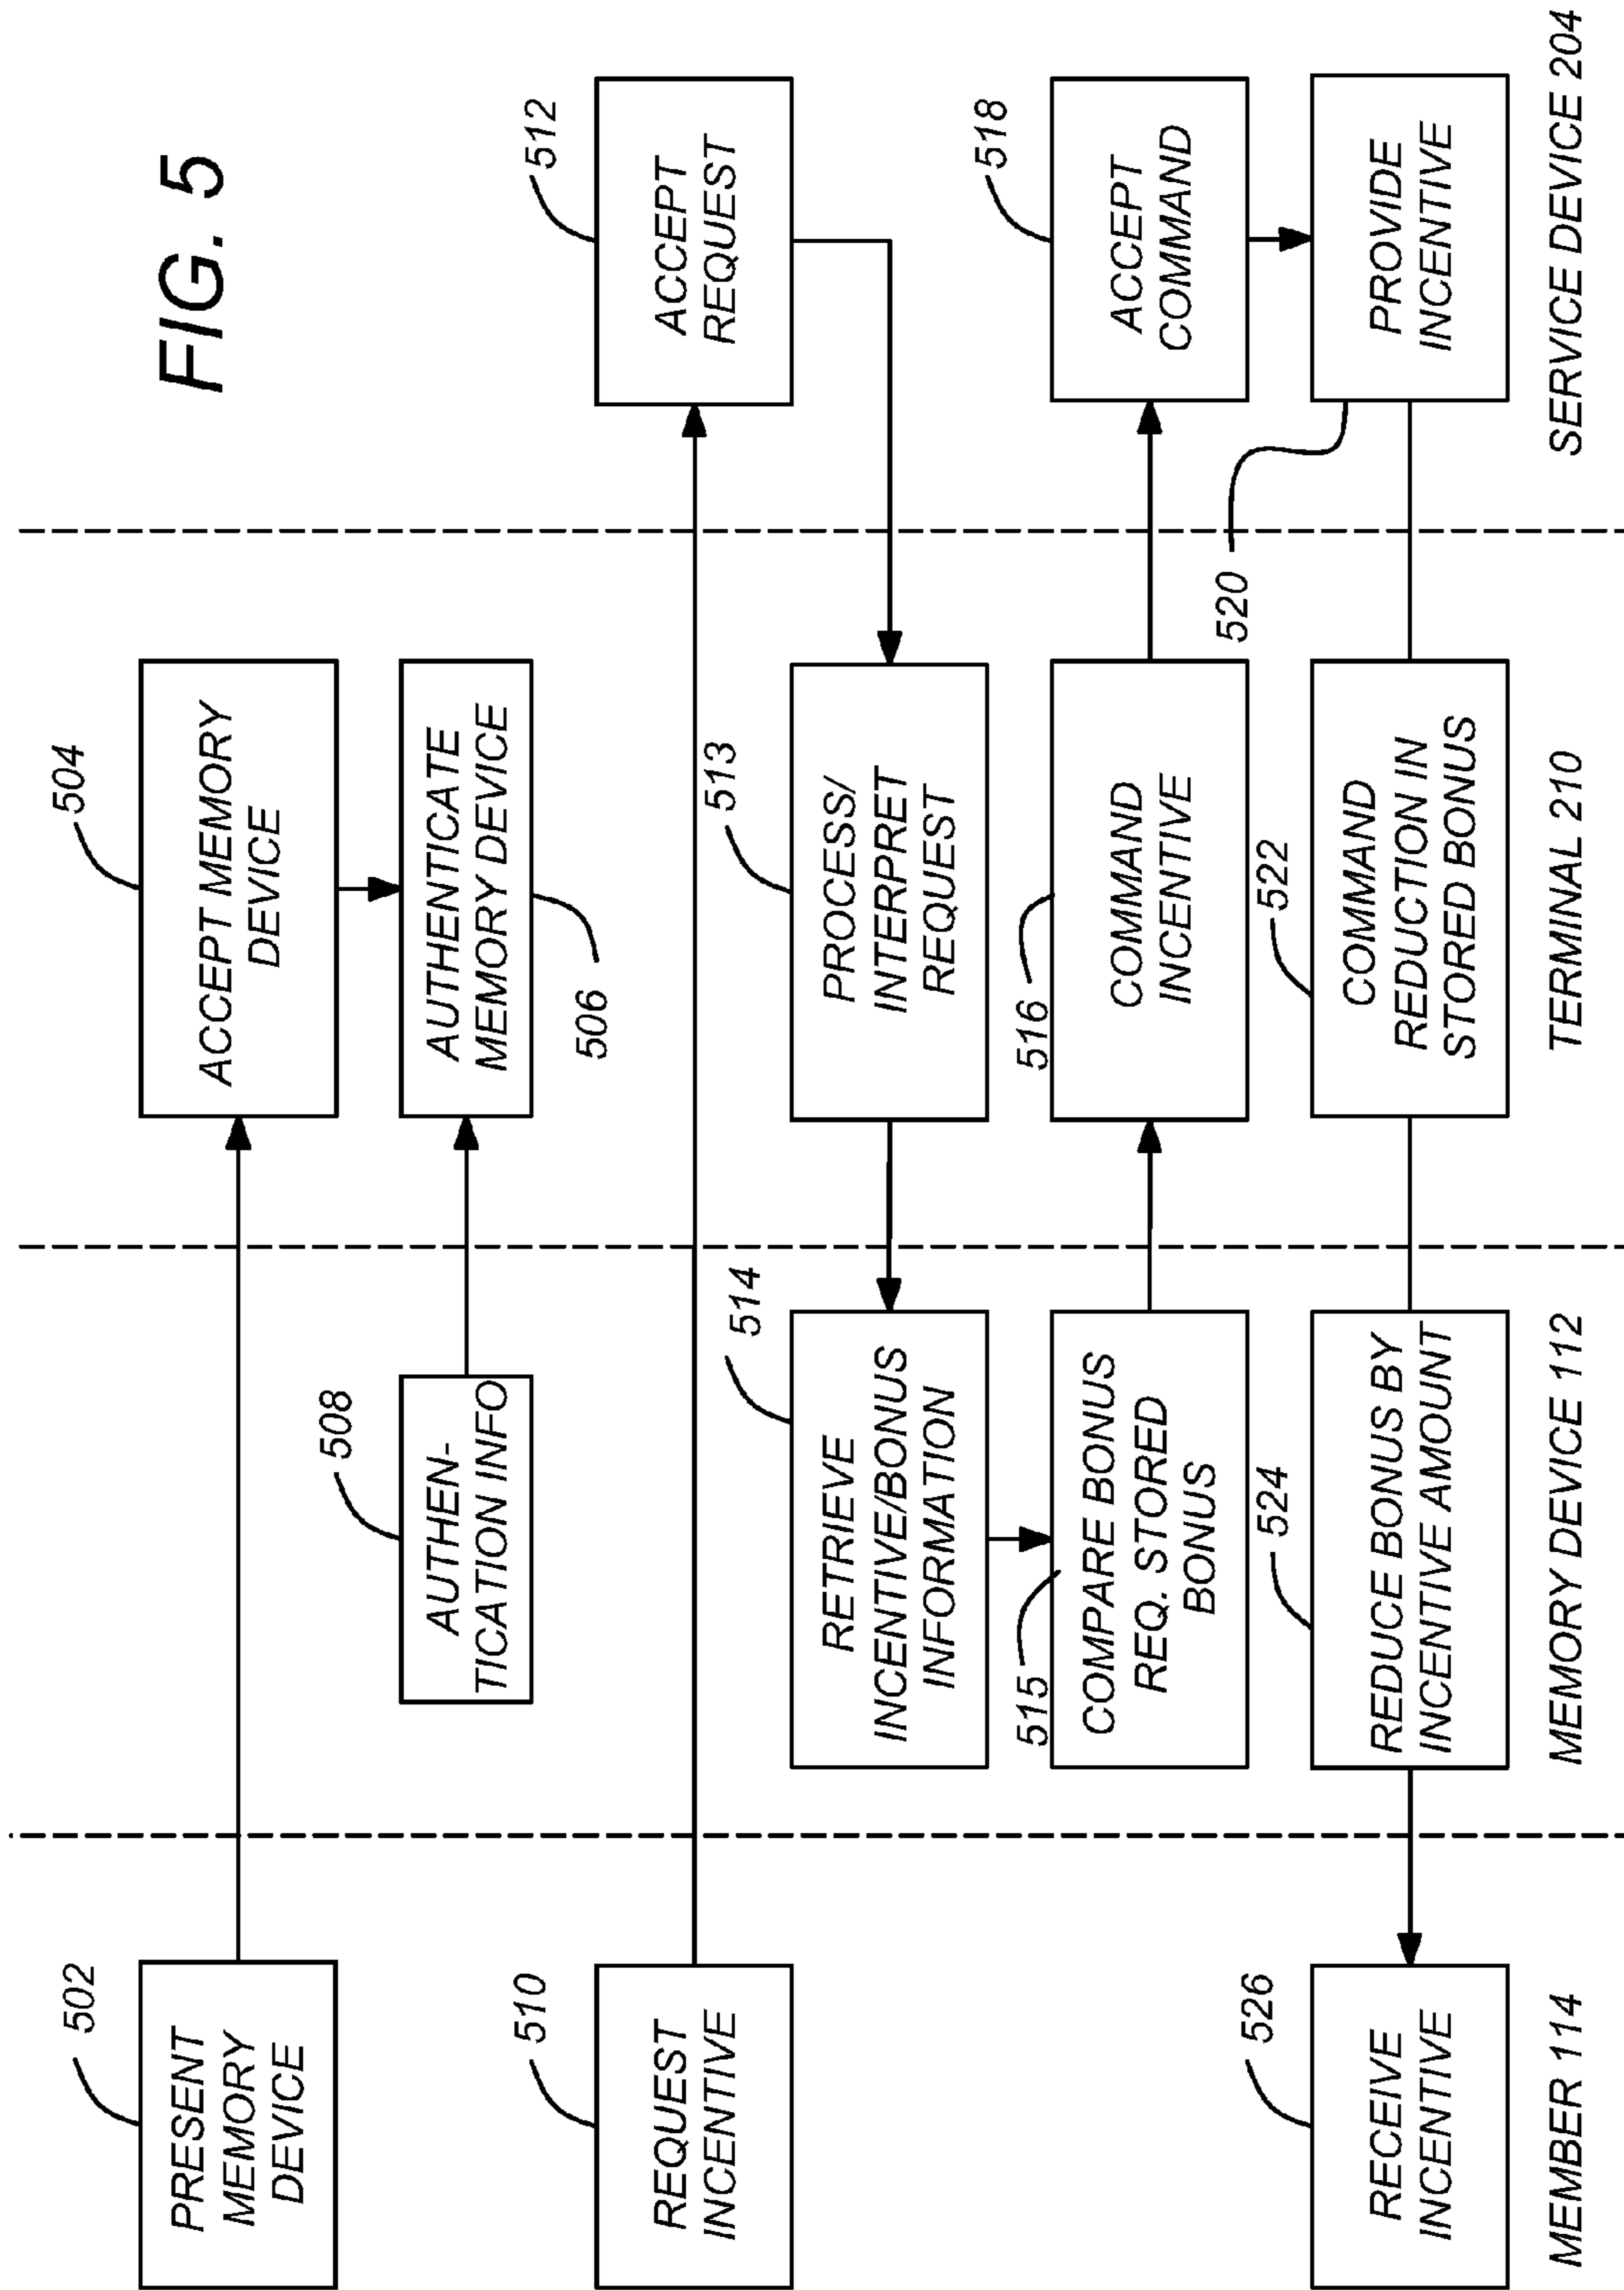 FIG. 5
502
PRESENT
MEMORY
DEVICE
504
ACCEPT MEMORY
DEVICE
508
AUTHEN-
TICATION INFO
AUTHENTICATE
MEMORY DEVICE
506
510
REQUEST
INCENTIVE
512
ACCEPT
REQUEST
513
PROCESS/
INTERPRET
REQUEST
514
RETRIEVE
INCENTIVE/BONUS
INFORMATION
515
COMPARE BONUS
REQ. STORED
BONUS
516
COMMAND
INCENTIVE
518
ACCEPT
COMMAND
520
PROVIDE
INCENTIVE
522
COMMAND
REDUCTION IN
STORED BONUS
524
REDUCE BONUS BY
INCENTIVE AMOUNT
526
RECEIVE
INCENTIVE
MEMBER 114
MEMORY DEVICE 112
TERMINAL 210
SERVICE DEVICE 204